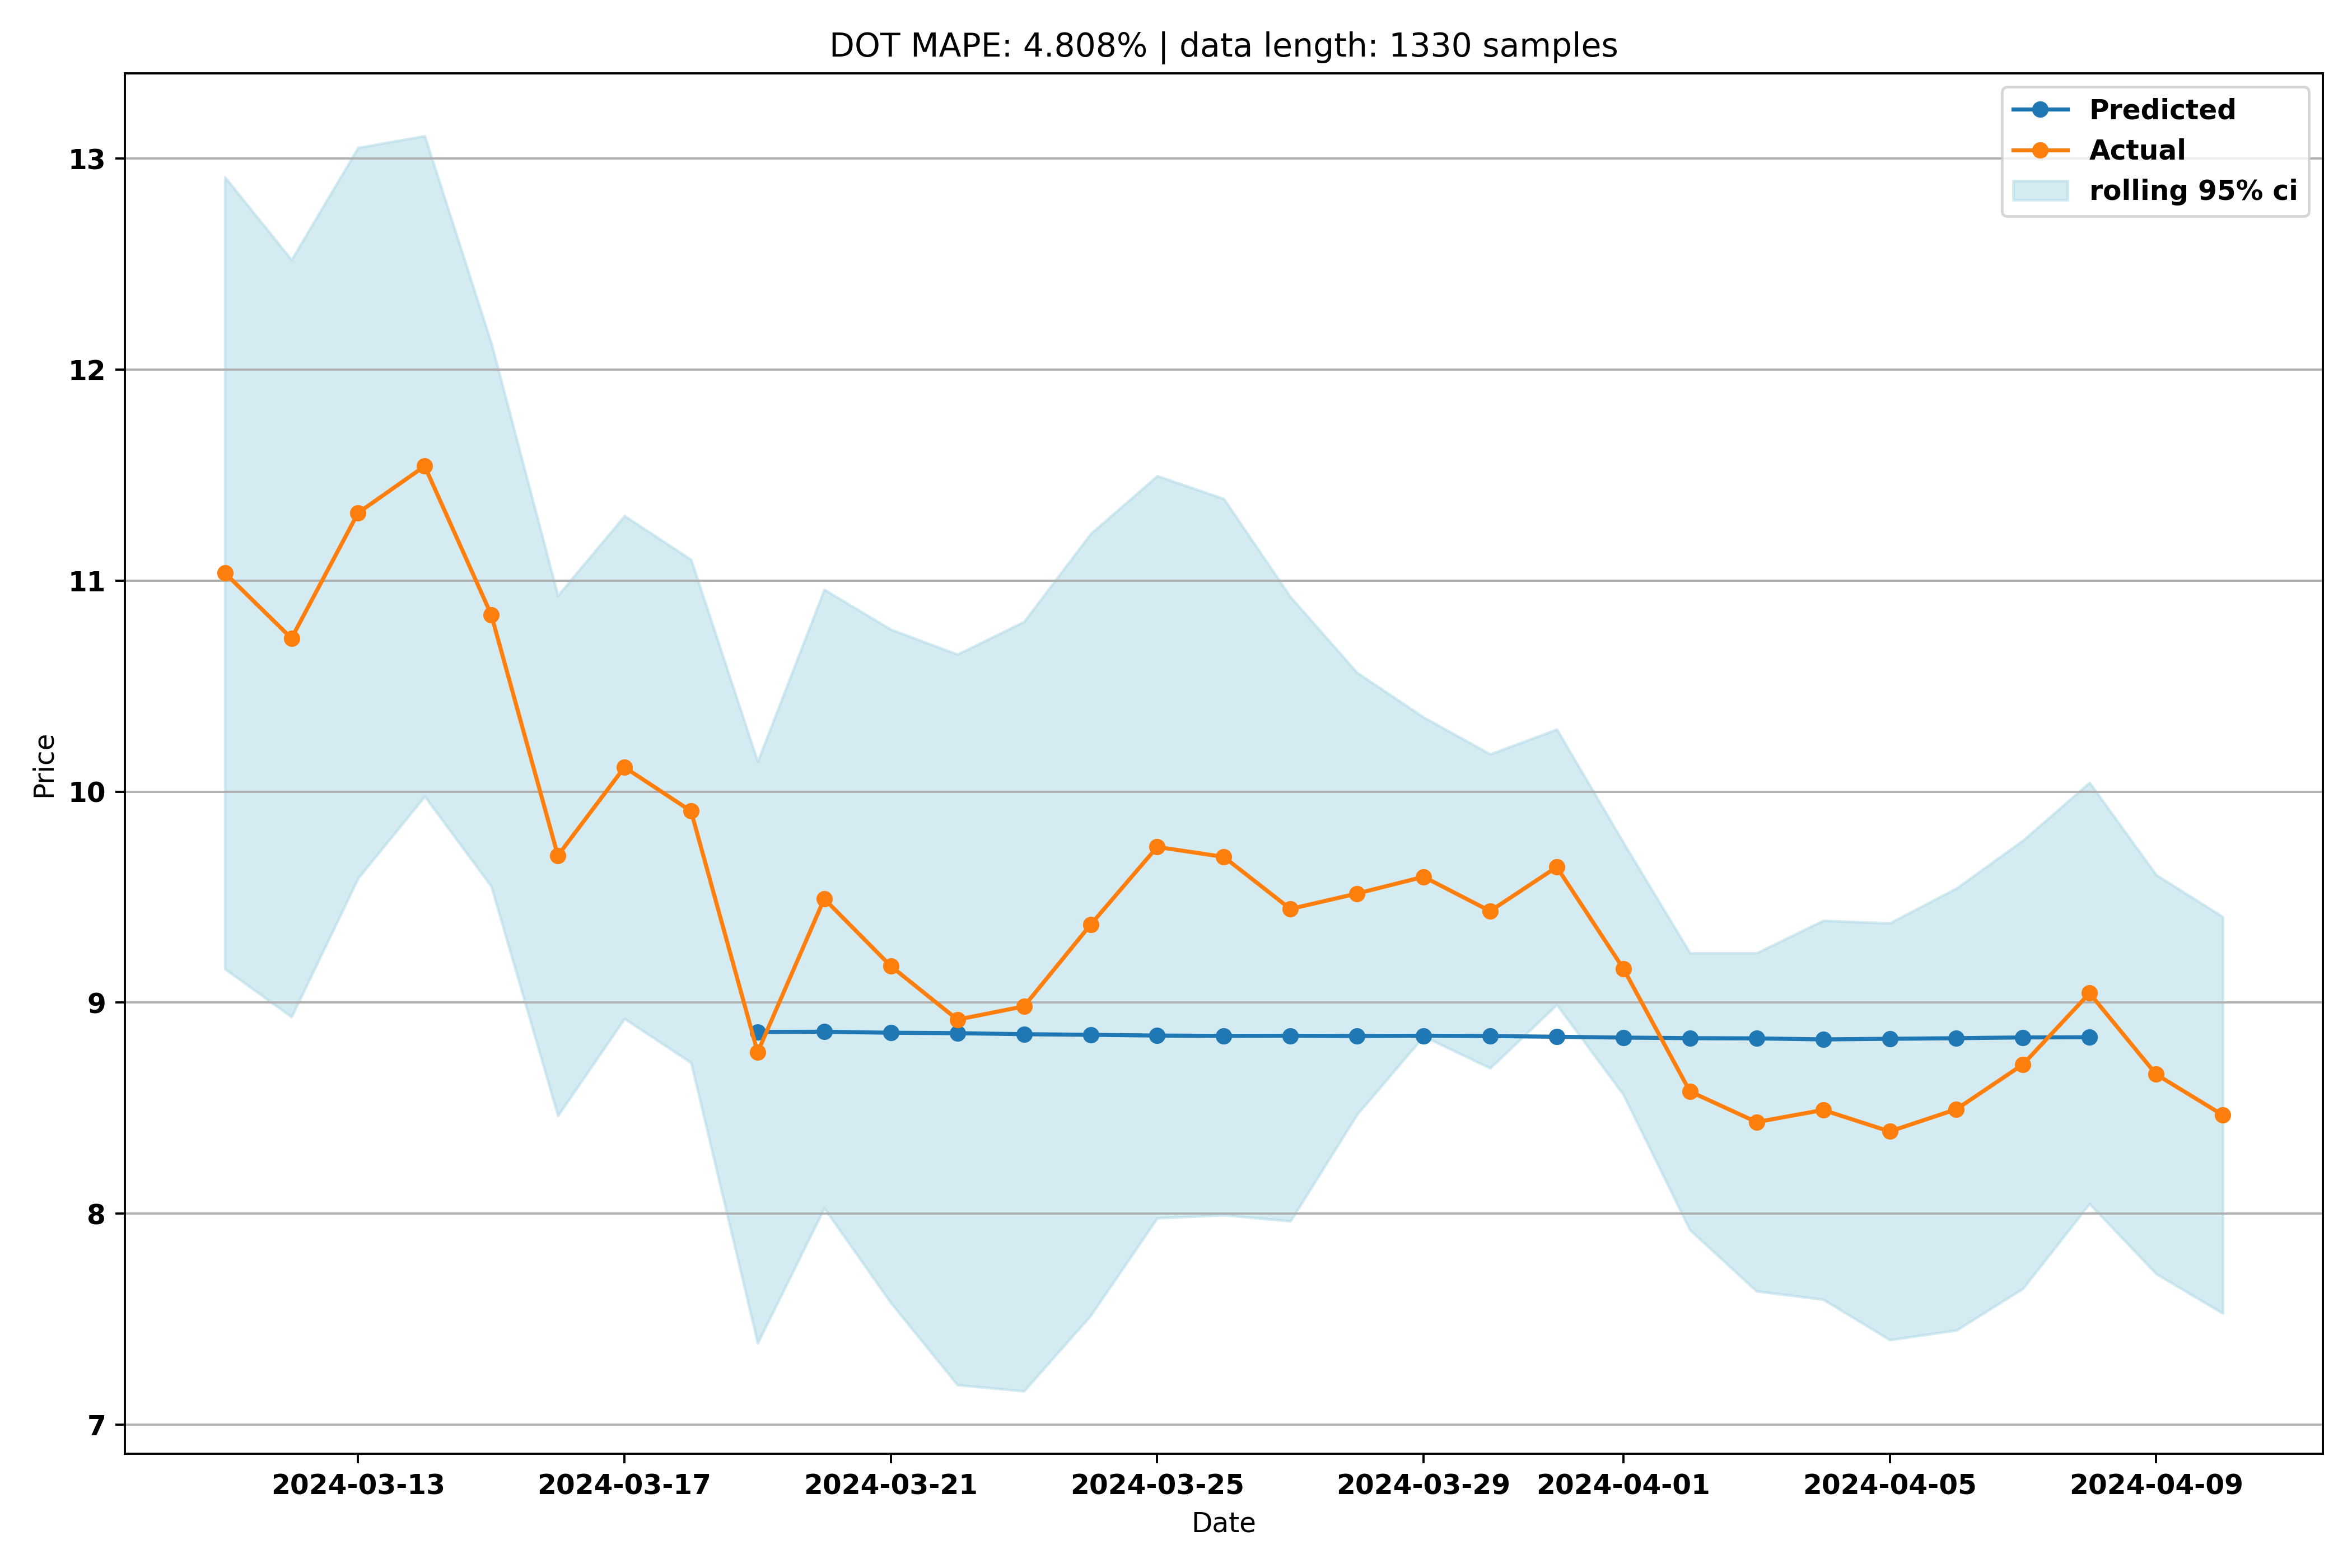 DOT MAPE: 4.808% | data length: 1330 samples
Predicted
Actual
rolling 95% ci
13
12
11
10
9
8
7
Price
2024-03-13 2024-03-17 2024-03-21 2024-03-25 2024-03-29 2024-04-01 2024-04-05 2024-04-09
Date